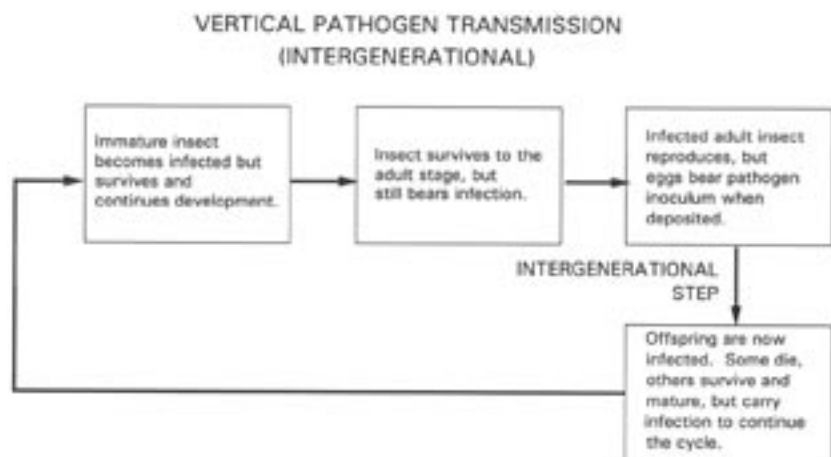 VERTICAL PATHOGEN TRANSMISSION
(INTERGENERATIONAL)
Immature insect
becomes infected but
survives and
continues development.
Insect survives to the
adult stage, but
still bears infection.
Infected adult insect
reproduces, but
eggs bear pathogen
inoculum when
deposited.
INTERGENERATIONAL
STEP
Offspring are now
infected. Some die,
others survive and
mature, but carry
infection to continue
the cycle.